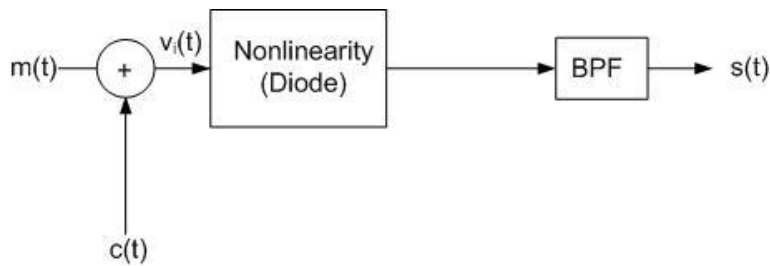 m(t)
+
vᵢ(t)
Nonlinearity
(Diode)
BPF
s(t)
c(t)